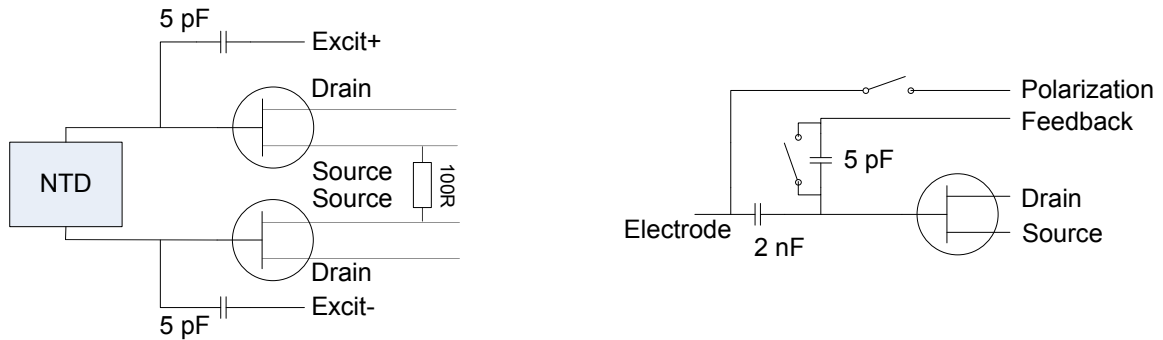 5 pF
Excit+
Drain
NTD
Source
Source
100R
Drain
Excit-
5 pF
Polarization
Feedback
5 pF
Drain
Electrode
Source
2 nF